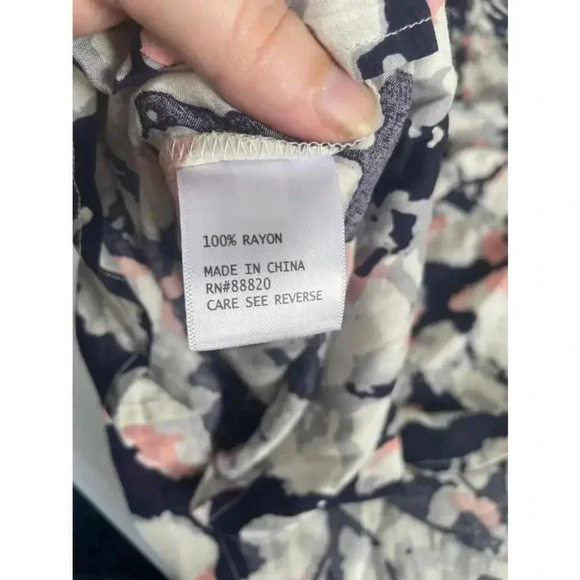 100% RAYON
MADE IN CHINA
RN#88820
CARE SEE REVERSE